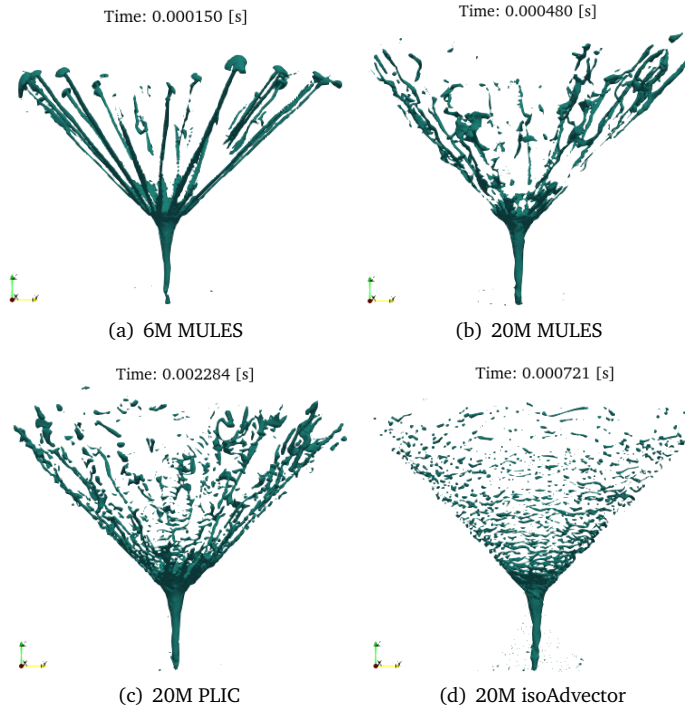 Time: 0.000150 [s]
Time: 0.000480 [s]
(a) 6M MULES
(b) 20M MULES
Time: 0.002284 [s]
Time: 0.000721 [s]
(c) 20M PLIC
(d) 20M isoAdvector